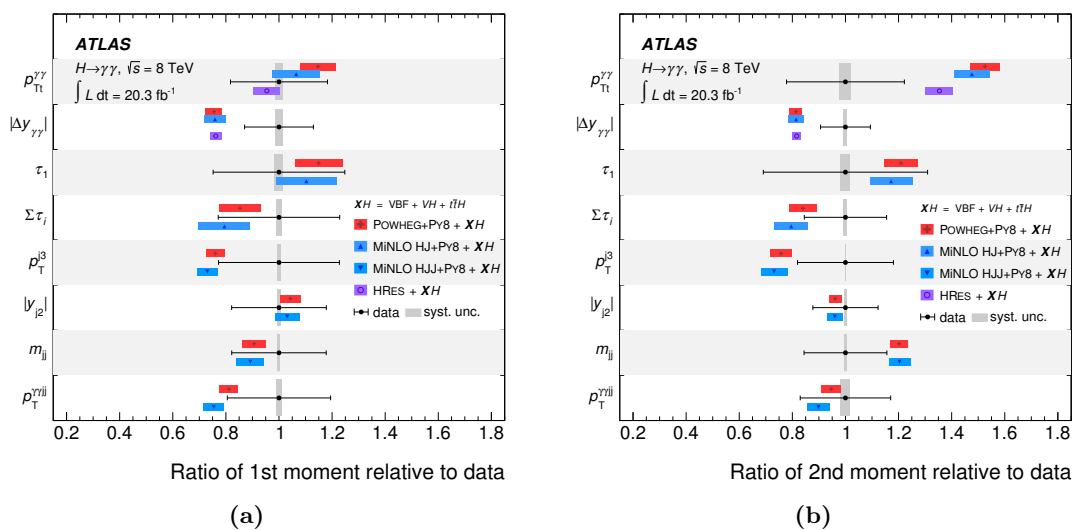 ATLAS
H→γγ, √s = 8 TeV
∫ L dt = 20.3 fb⁻¹
p_Tt^γγ
|Δy_γγ|
τ₁
Στᵢ
p_T^j3
|y_j2|
m_jj
p_T^γγjj
XH = VBF + VH + tt̄H
POWHEG+PY8 + XH
MiNLO HJ+PY8 + XH
MiNLO HJJ+PY8 + XH
HRES + XH
data syst. unc.
0.2 0.4 0.6 0.8 1 1.2 1.4 1.6 1.8
Ratio of 1st moment relative to data
(a)
ATLAS
H→γγ, √s = 8 TeV
∫ L dt = 20.3 fb⁻¹
p_Tt^γγ
|Δy_γγ|
τ₁
Στᵢ
p_T^j3
|y_j2|
m_jj
p_T^γγjj
XH = VBF + VH + tt̄H
POWHEG+PY8 + XH
MiNLO HJ+PY8 + XH
MiNLO HJJ+PY8 + XH
HRES + XH
data syst. unc.
0.2 0.4 0.6 0.8 1 1.2 1.4 1.6 1.8
Ratio of 2nd moment relative to data
(b)